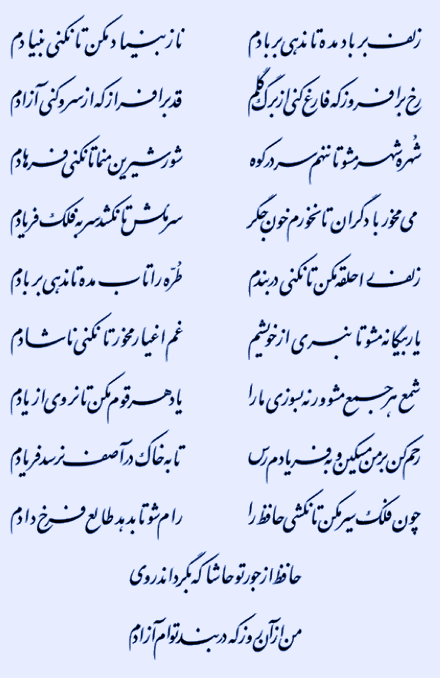 زلف بر باد مده تا ندهی بر بادم ناز بنیاد مکن تا نکنی بنیادم
رخ برافروز که فارغ کنی از برگ گلم قد برافراز که از سرو کنی آزادم
شُهرهٔ شهر مشو تا ننهم سر در کوه شور شیرین منما تا نکنی فرهادم
می مخور با دگران تا نخورم خون جگر سر مکش تا نکشد سر به فلک فریادم
زلف را حلقه مکن تا نکنی در بندم طُرّه را تاب مده تا ندهی بر بادم
یار بیگانه مشو تا نبری از خویشم غم اغیار مخور تا نکنی ناشادم
شمع هر جمع مشو ور نه بسوزی ما را یاد هر قوم مکن تا نروی از یادم
رحم کن بر من مسکین و به فریادم رس تا به خاک در آصف نرسد فریادم
چون فلک سیر مکن تا نکشی حافظ را رام شو تا بدهد طالع فرخ دادم
حافظ از جور تو حاشا که بگرداند روی
من از آن روز که در بند توام آزادم